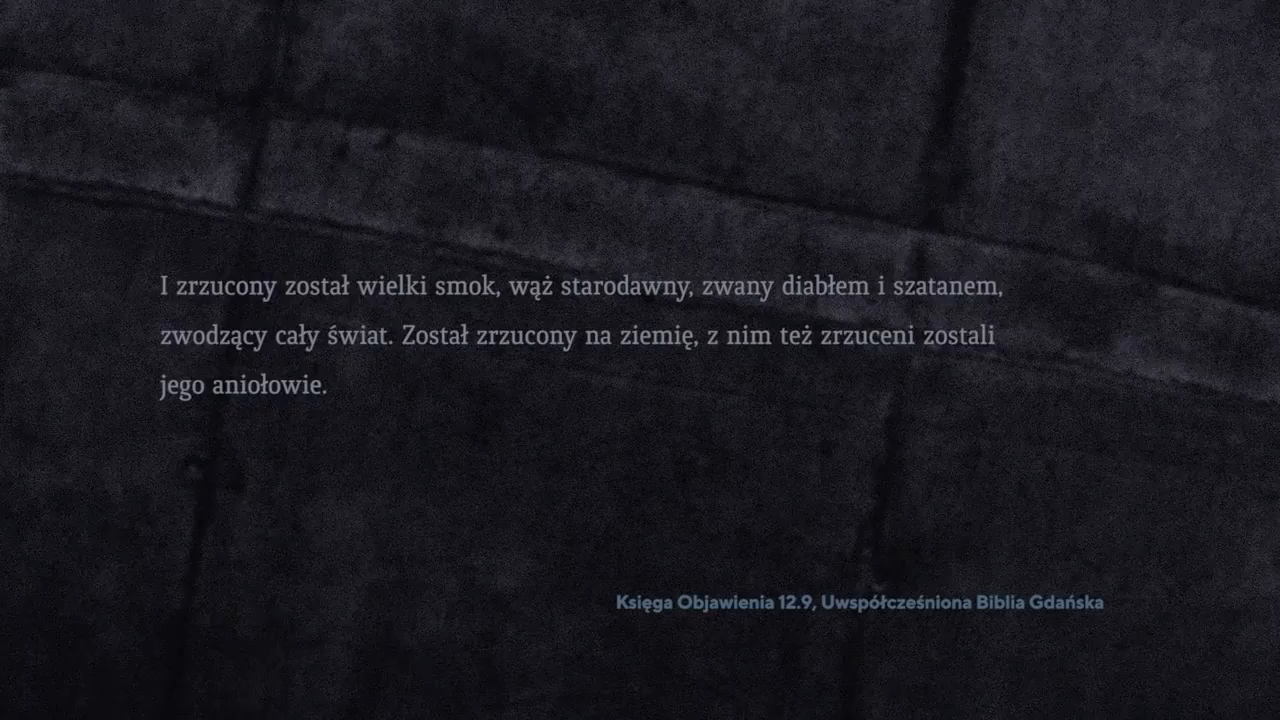 I zrzucony został wielki smok, wąż starodawny, zwany diabłem i szatanem,
zwodzący cały świat. Został zrzucony na ziemię, z nim też zrzuceni zostali
jego aniołowie.
Księga Objawienia 12.9, Uwspółcześniona Biblia Gdańska